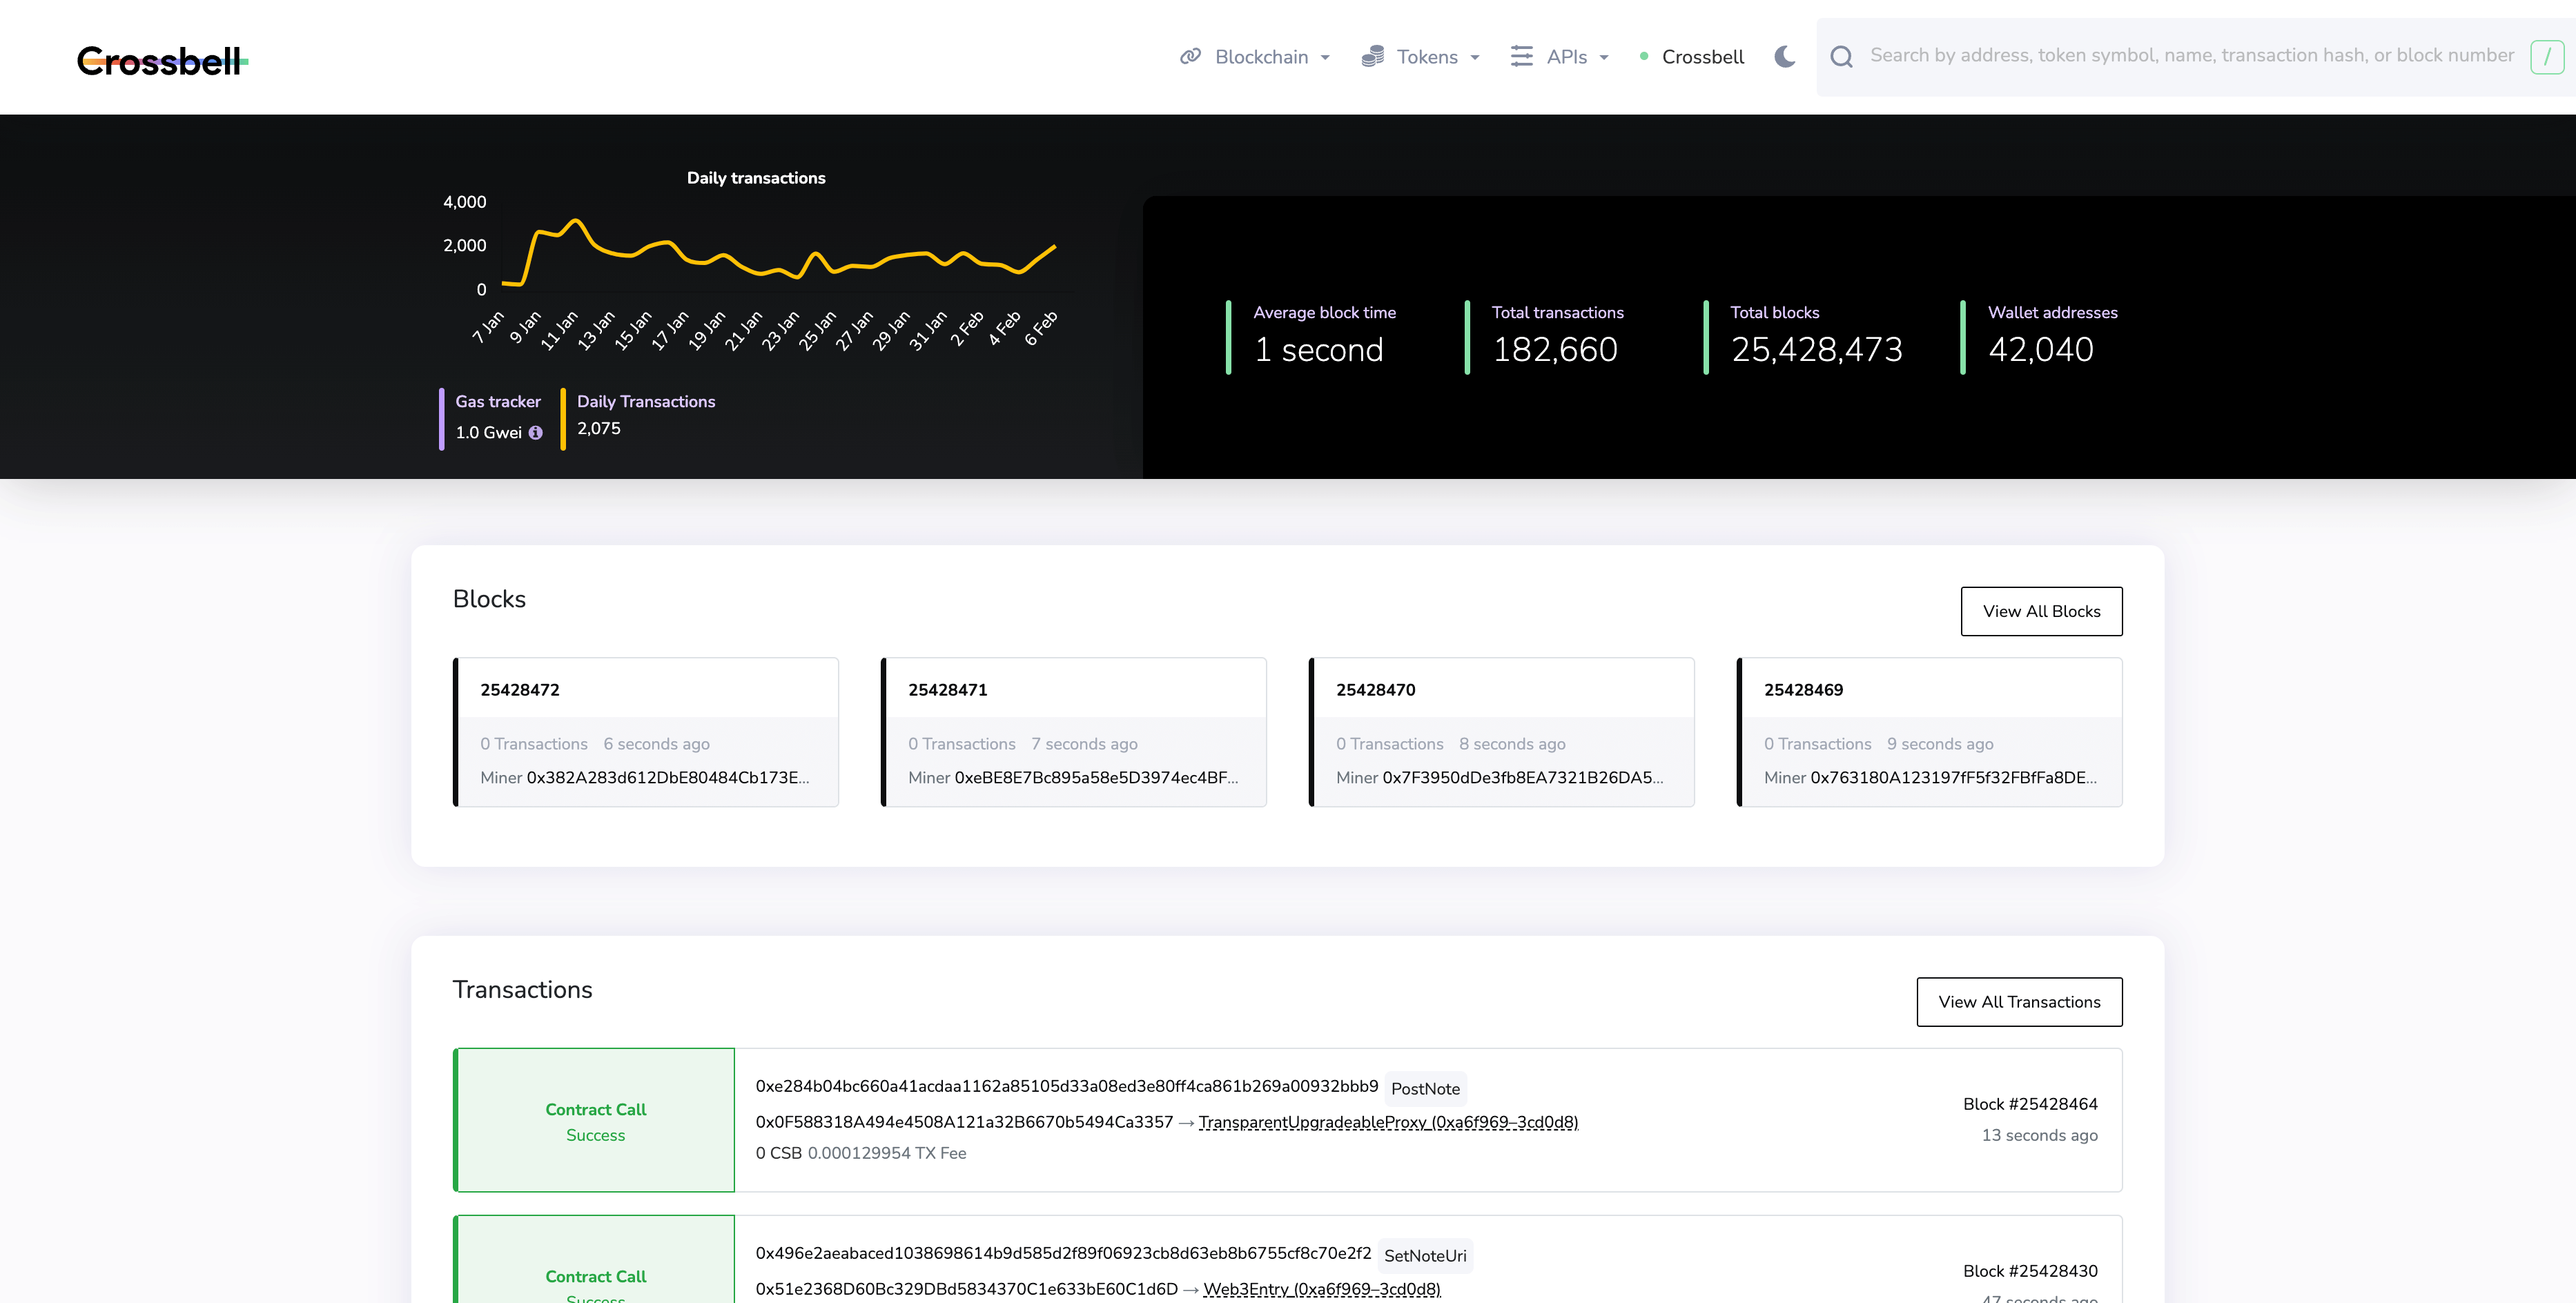 Crossbell
Blockchain
Tokens
APIs
Crossbell
Search by address, token symbol, name, transaction hash, or block number
/
Daily transactions
4,000
2,000
0
7 Jan
9 Jan
11 Jan
13 Jan
15 Jan
17 Jan
19 Jan
21 Jan
23 Jan
25 Jan
27 Jan
29 Jan
31 Jan
2 Feb
4 Feb
6 Feb
Gas tracker
1.0 Gwei
Daily Transactions
2,075
Average block time
1 second
Total transactions
182,660
Total blocks
25,428,473
Wallet addresses
42,040
Blocks
View All Blocks
25428472
0 Transactions 6 seconds ago
Miner 0x382A283d612DbE80484Cb173E...
25428471
0 Transactions 7 seconds ago
Miner 0xeBE8E7Bc895a58e5D3974ec4BF...
25428470
0 Transactions 8 seconds ago
Miner 0x7F3950dDe3fb8EA7321B26DA5...
25428469
0 Transactions 9 seconds ago
Miner 0x763180A123197fF5f32FBfFa8DE...
Transactions
View All Transactions
Contract Call
Success
0xe284b04bc660a41acdaa1162a85105d33a08ed3e80ff4ca861b269a00932bbb9 PostNote
0x0F588318A494e4508A121a32B6670b5494Ca3357 → TransparentUpgradeableProxy (0xa6f969–3cd0d8)
0 CSB 0.000129954 TX Fee
Block #25428464
13 seconds ago
Contract Call
Success
0x496e2aeabaced1038698614b9d585d2f89f06923cb8d63eb8b6755cf8c70e2f2 SetNoteUri
0x51e2368D60Bc329DBd5834370C1e633bE60C1d6D → Web3Entry (0xa6f969–3cd0d8)
Block #25428430
47 seconds ago